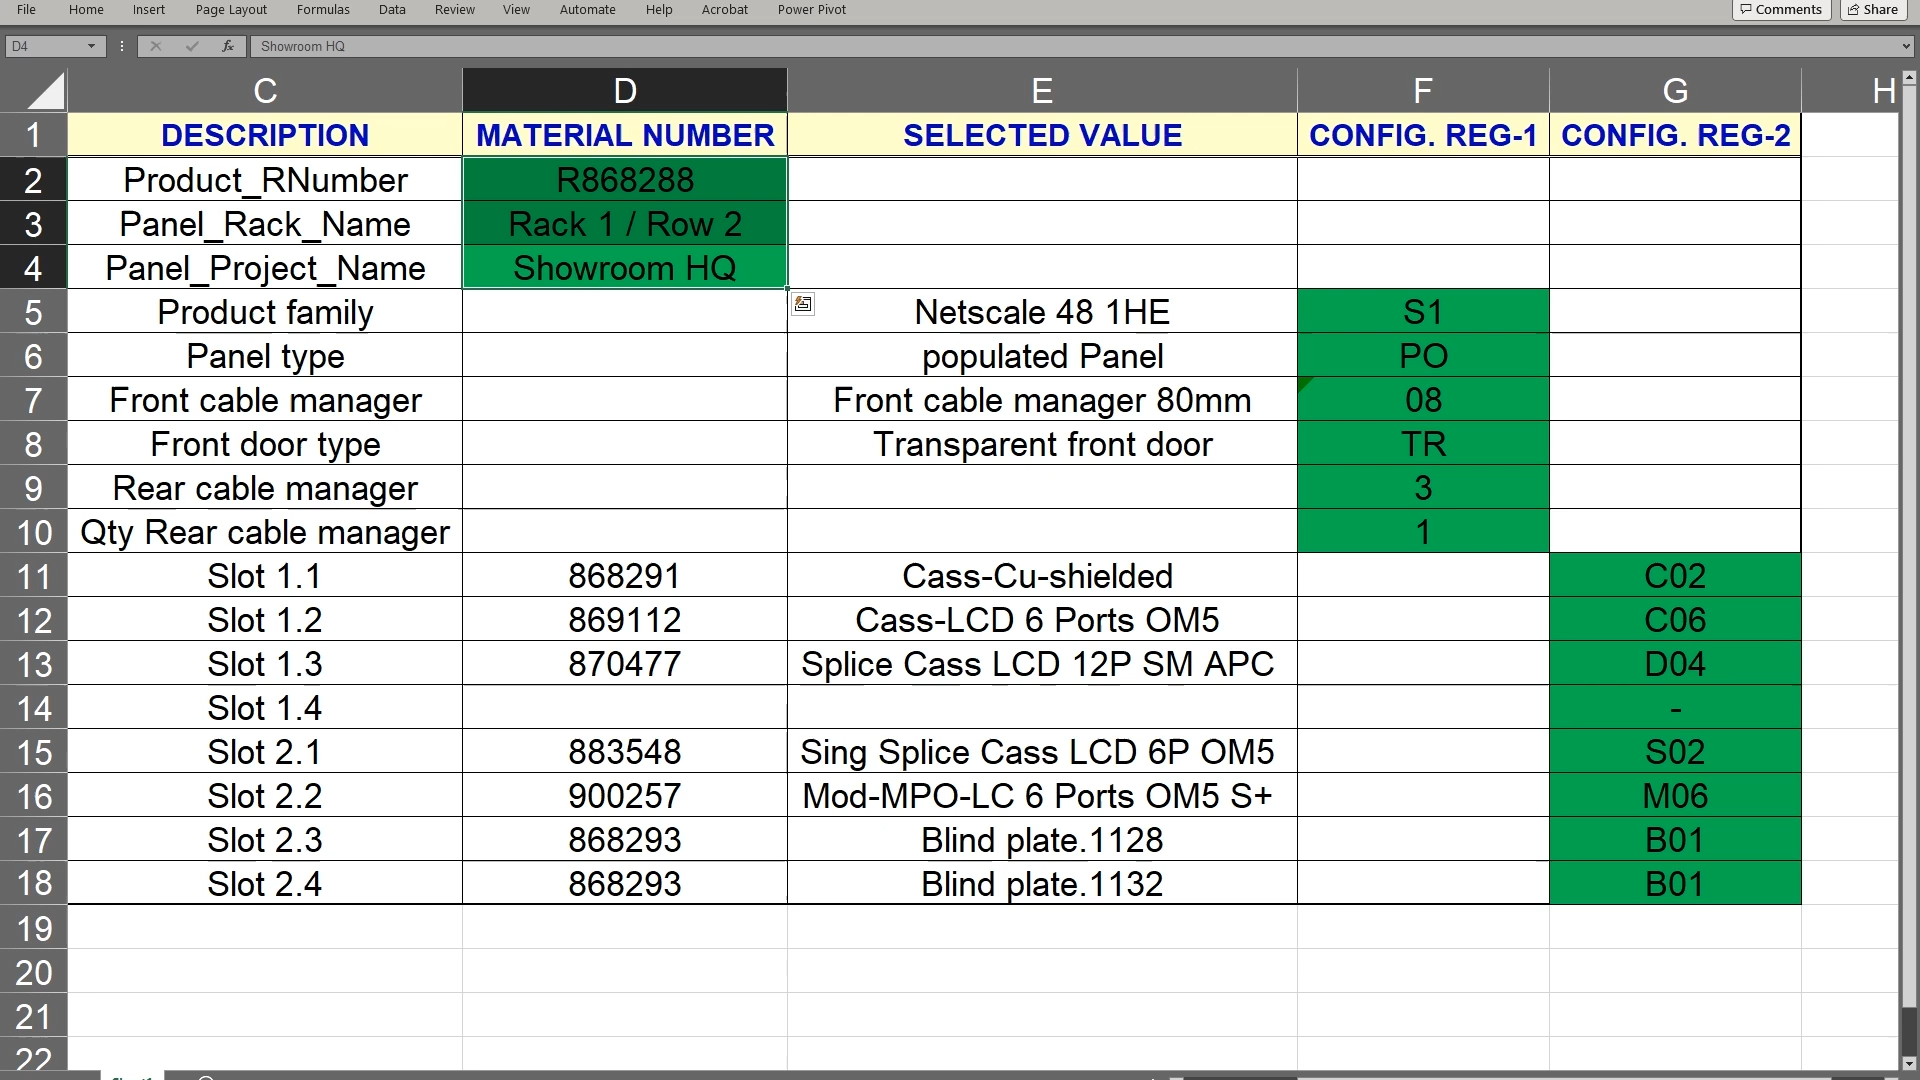 File Home Insert Page Layout Formulas Data Review View Automate Help Acrobat Power Pivot Comments Share
D4 fx Showroom HQ
C D E F G H
1 DESCRIPTION MATERIAL NUMBER SELECTED VALUE CONFIG. REG-1 CONFIG. REG-2
2 Product_RNumber R868288
3 Panel_Rack_Name Rack 1 / Row 2
4 Panel_Project_Name Showroom HQ
5 Product family Netscale 48 1HE S1
6 Panel type populated Panel PO
7 Front cable manager Front cable manager 80mm 08
8 Front door type Transparent front door TR
9 Rear cable manager 3
10 Qty Rear cable manager 1
11 Slot 1.1 868291 Cass-Cu-shielded C02
12 Slot 1.2 869112 Cass-LCD 6 Ports OM5 C06
13 Slot 1.3 870477 Splice Cass LCD 12P SM APC D04
14 Slot 1.4 -
15 Slot 2.1 883548 Sing Splice Cass LCD 6P OM5 S02
16 Slot 2.2 900257 Mod-MPO-LC 6 Ports OM5 S+ M06
17 Slot 2.3 868293 Blind plate.1128 B01
18 Slot 2.4 868293 Blind plate.1132 B01
19
20
21
22